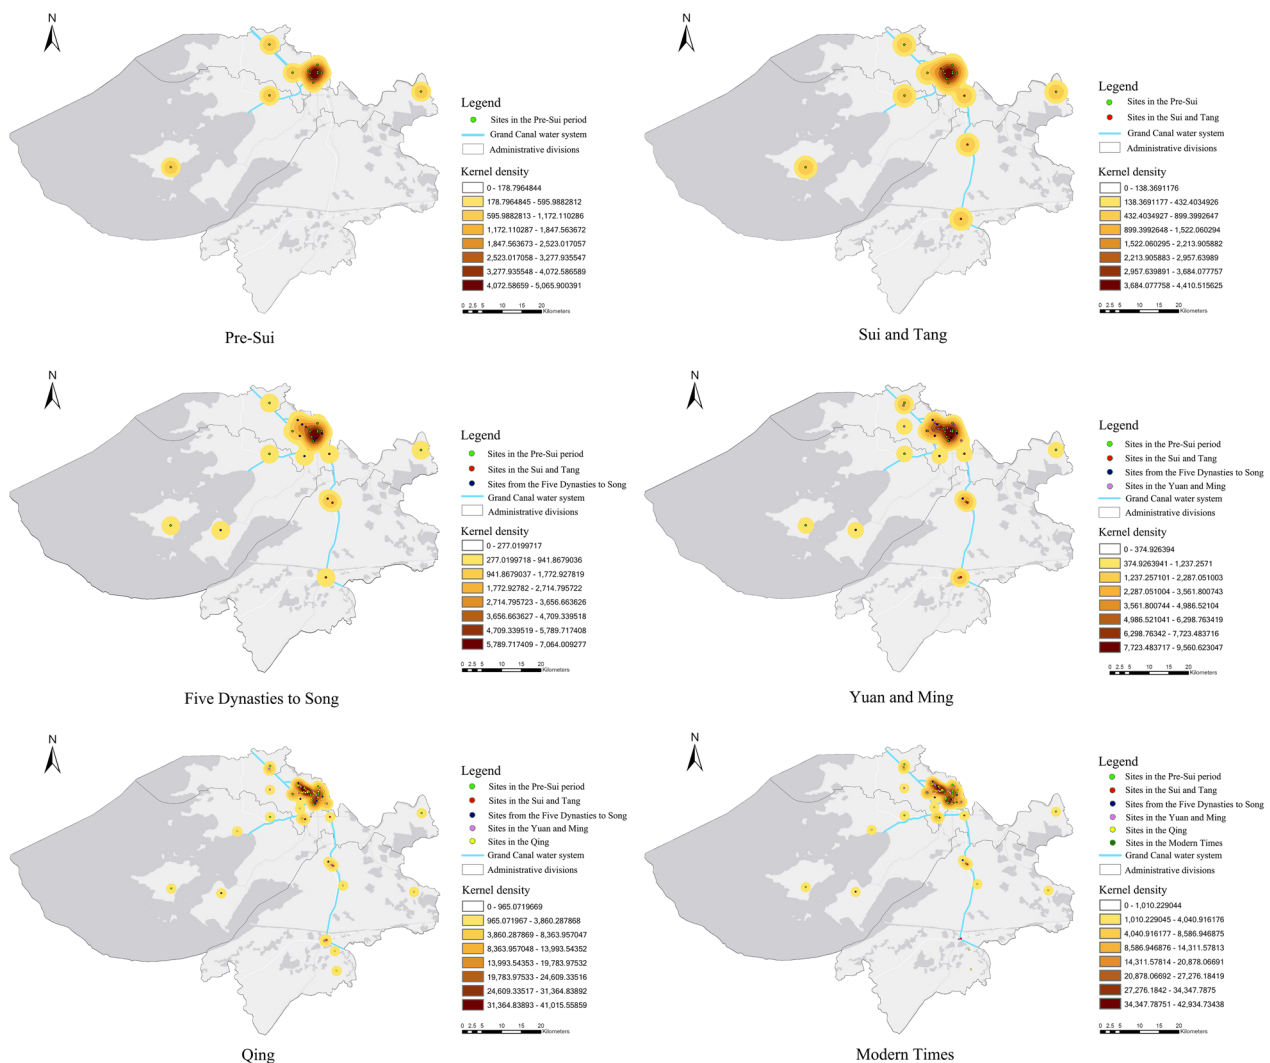 N
Legend
Sites in the Pre-Sui period
Grand Canal water system
Administrative divisions
Kernel density
0 - 178.7964844
178.7964845 - 595.9882812
595.9882813 - 1,172.110286
1,172.110287 - 1,847.563672
1,847.563673 - 2,523.017057
2,523.017058 - 3,277.935547
3,277.935548 - 4,072.586589
4,072.58659 - 5,065.900391
0 2.5 5 10 15 20
Kilometers
Pre-Sui
N
Legend
Sites in the Pre-Sui
Sites in the Sui and Tang
Grand Canal water system
Administrative divisions
Kernel density
0 - 138.3691176
138.3691177 - 432.4034926
432.4034927 - 899.3992647
899.3992648 - 1,522.060294
1,522.060295 - 2,213.905882
2,213.905883 - 2,957.63989
2,957.639891 - 3,684.077757
3,684.077758 - 4,410.515625
0 2.5 5 10 15 20
Kilometers
Sui and Tang
N
Legend
Sites in the Pre-Sui period
Sites in the Sui and Tang
Sites from the Five Dynasties to Song
Grand Canal water system
Administrative divisions
Kernel density
0 - 277.0199717
277.0199718 - 941.8679036
941.8679037 - 1,772.927819
1,772.92782 - 2,714.795722
2,714.795723 - 3,656.663626
3,656.663627 - 4,709.339518
4,709.339519 - 5,789.717408
5,789.717409 - 7,064.009277
0 2.5 5 10 15 20
Kilometers
Five Dynasties to Song
N
Legend
Sites in the Pre-Sui period
Sites in the Sui and Tang
Sites from the Five Dynasties to Song
Sites in the Yuan and Ming
Grand Canal water system
Administrative divisions
Kernel density
0 - 374.926394
374.9263941 - 1,237.2571
1,237.257101 - 2,287.051003
2,287.051004 - 3,561.800743
3,561.800744 - 4,986.52104
4,986.521041 - 6,298.763419
6,298.76342 - 7,723.483716
7,723.483717 - 9,560.623047
0 2.5 5 10 15 20
Kilometers
Yuan and Ming
N
Legend
Sites in the Pre-Sui period
Sites in the Sui and Tang
Sites from the Five Dynasties to Song
Sites in the Yuan and Ming
Sites in the Qing
Grand Canal water system
Administrative divisions
Kernel density
0 - 965.0719669
965.071967 - 3,860.287868
3,860.287869 - 8,363.957047
8,363.957048 - 13,993.54352
13,993.54353 - 19,783.97532
19,783.97533 - 24,609.33516
24,609.33517 - 31,364.83892
31,364.83893 - 41,015.55859
0 2.5 5 10 15 20
Kilometers
Qing
N
Legend
Sites in the Pre-Sui period
Sites in the Sui and Tang
Sites from the Five Dynasties to Song
Sites in the Yuan and Ming
Sites in the Qing
Sites in the Modern Times
Grand Canal water system
Administrative divisions
Kernel density
0 - 1,010.229044
1,010.229045 - 4,040.916176
4,040.916177 - 8,586.946875
8,586.946876 - 14,311.57813
14,311.57814 - 20,878.06691
20,878.06692 - 27,276.18419
27,276.1842 - 34,347.7875
34,347.78751 - 42,934.73438
0 2.5 5 10 15 20
Kilometers
Modern Times